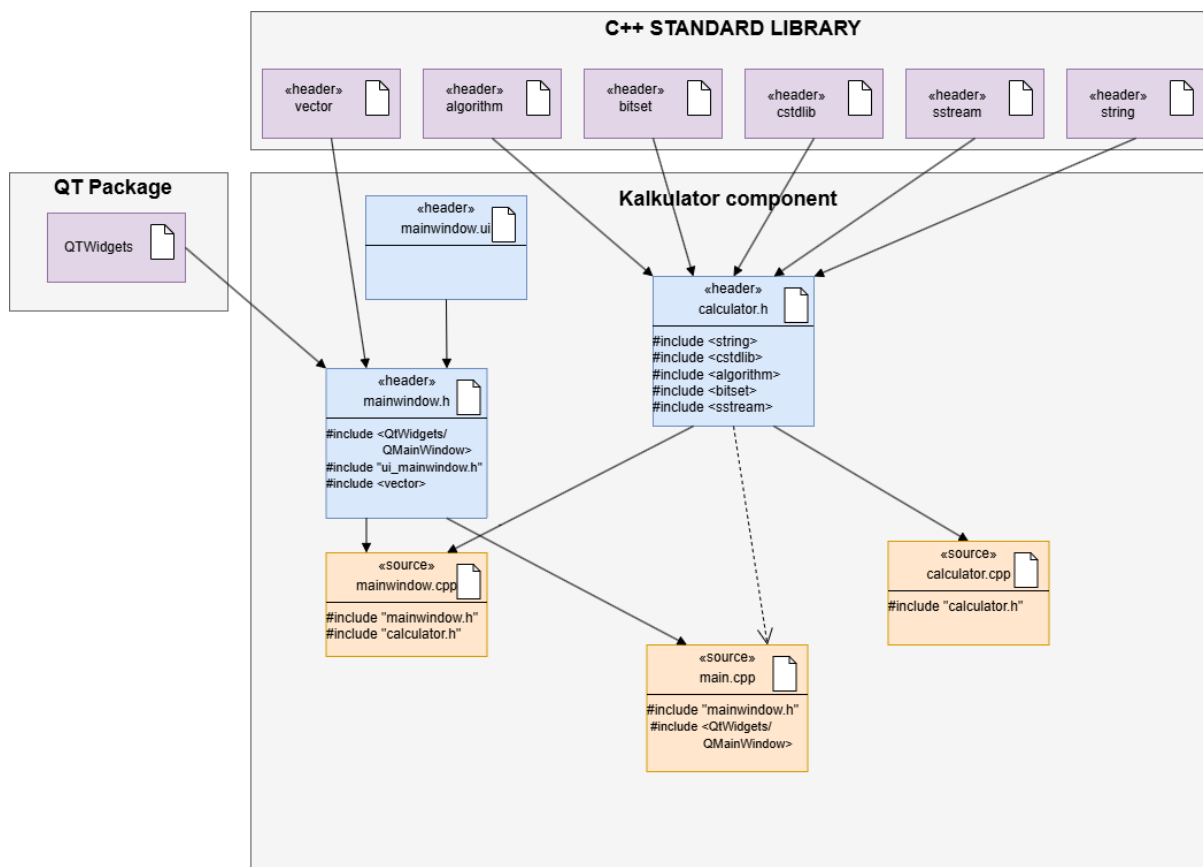 C++ STANDARD LIBRARY
«header»
vector
«header»
algorithm
«header»
bitset
«header»
cstdlib
«header»
sstream
«header»
string
QT Package
QTWidgets
Kalkulator component
«header»
mainwindow.ui
«header»
calculator.h
#include <string>
#include <cstdlib>
#include <algorithm>
#include <bitset>
#include <sstream>
«header»
mainwindow.h
#include <QtWidgets/
QMainWindow>
#include "ui_mainwindow.h"
#include <vector>
«source»
mainwindow.cpp
#include "mainwindow.h"
#include "calculator.h"
«source»
calculator.cpp
#include "calculator.h"
«source»
main.cpp
#include "mainwindow.h"
#include <QtWidgets/
QMainWindow>